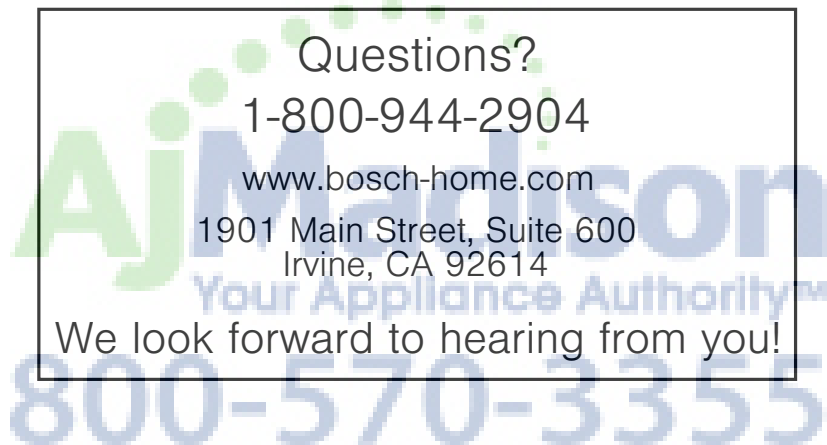 Questions?
1-800-944-2904
www.bosch-home.com
1901 Main Street, Suite 600
Irvine, CA 92614
We look forward to hearing from you!
AjMadison
Your Appliance Authority™
800-570-3355